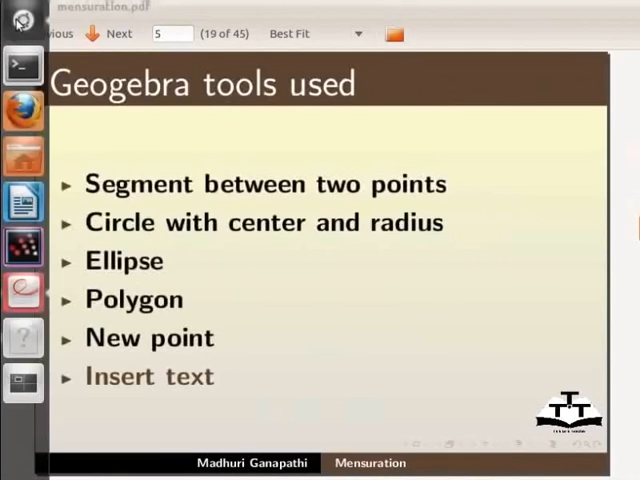 mensuration.pdf
vious Next 5 (19 of 45) Best Fit
Geogebra tools used
Segment between two points
Circle with center and radius
Ellipse
Polygon
New point
Insert text
Madhuri Ganapathi Mensuration